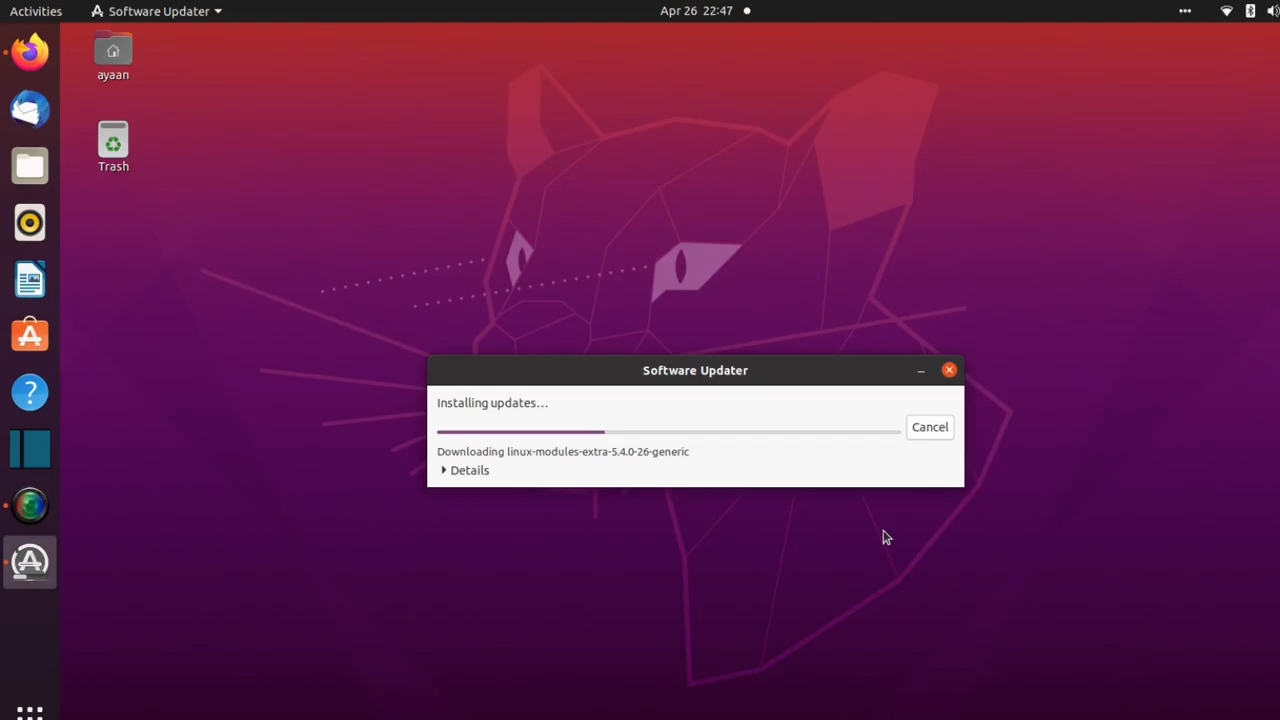 Activities
Software Updater
Apr 26 22:47
ayaan
Trash
Software Updater
Installing updates…
Cancel
Downloading linux-modules-extra-5.4.0-26-generic
Details